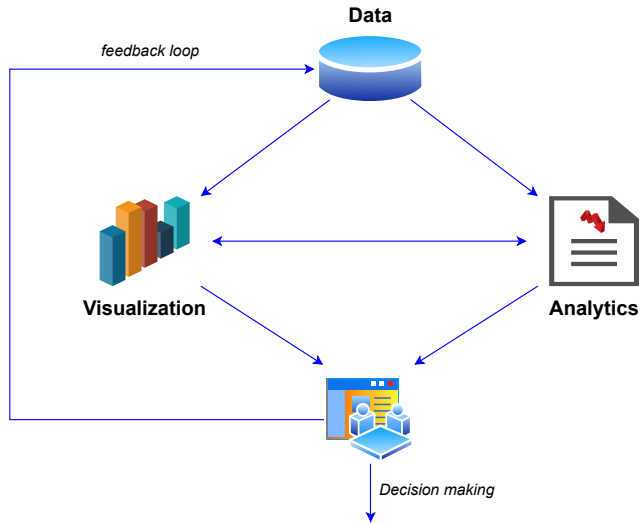 Data
feedback loop
Visualization
Analytics
Decision making